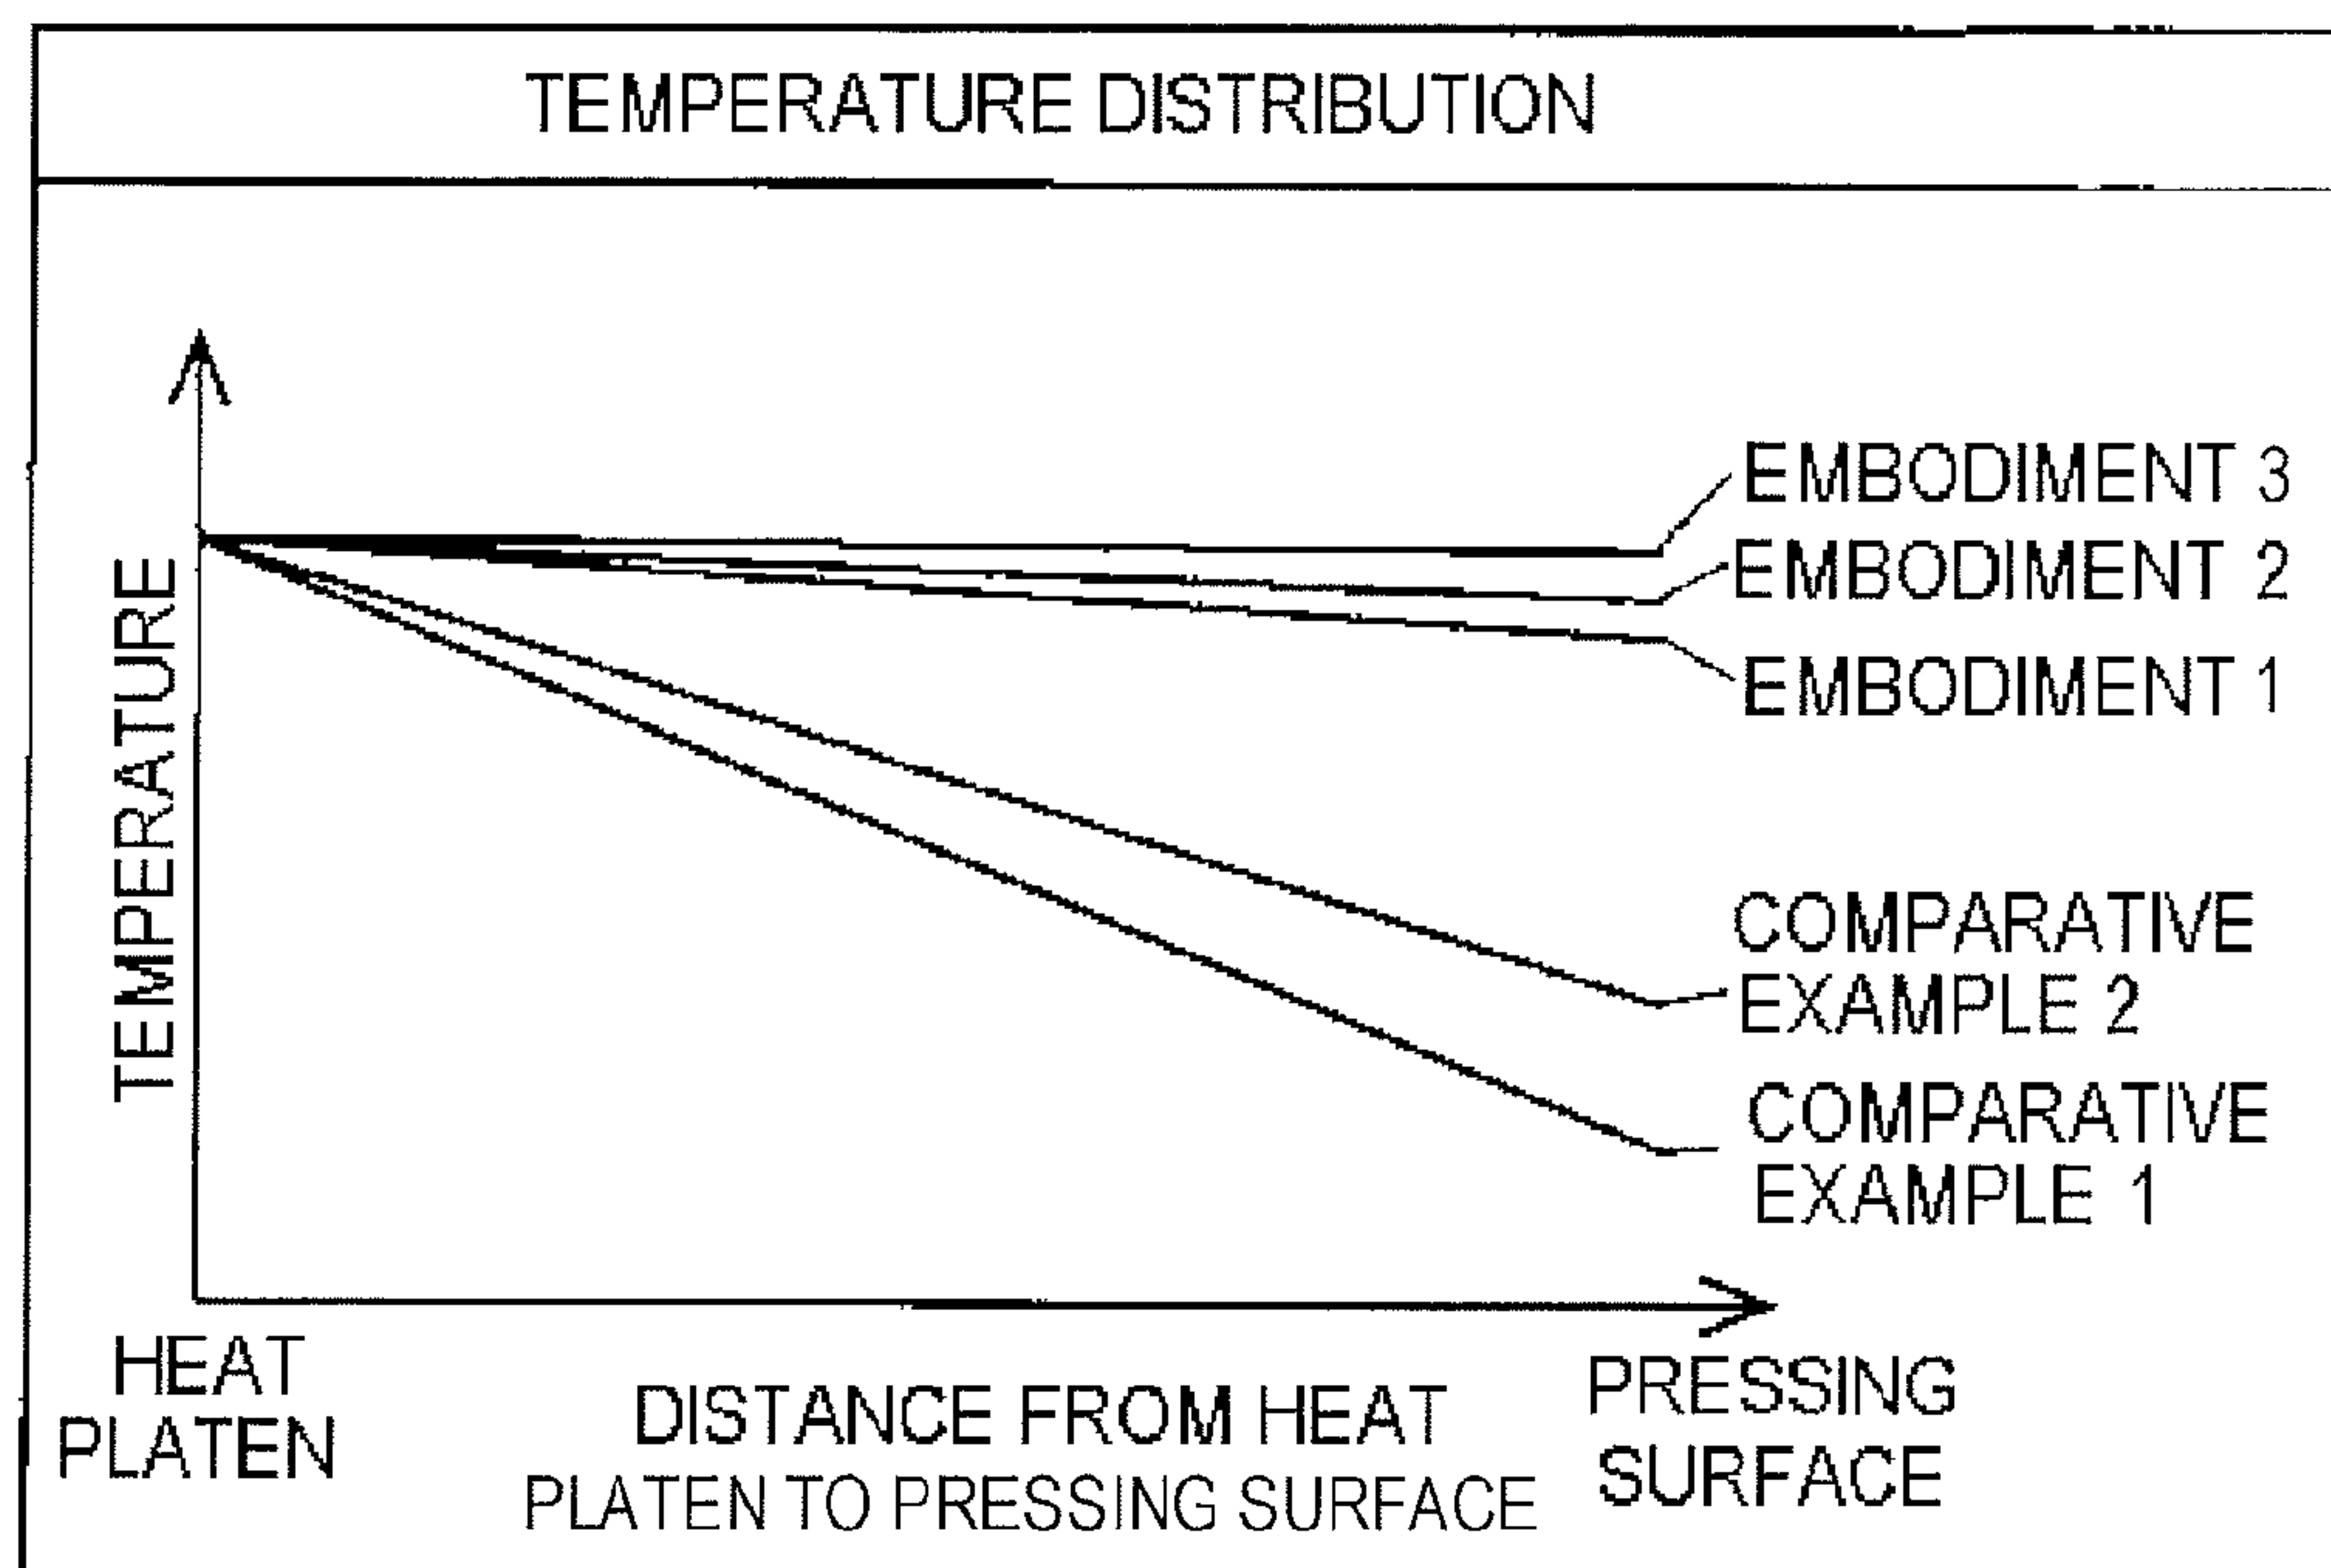 TEMPERATURE DISTRIBUTION
TEMPERATURE
EMBODIMENT 3
EMBODIMENT 2
EMBODIMENT 1
COMPARATIVE
EXAMPLE 2
COMPARATIVE
EXAMPLE 1
HEAT
PLATEN
DISTANCE FROM HEAT
PLATEN TO PRESSING SURFACE
PRESSING
SURFACE